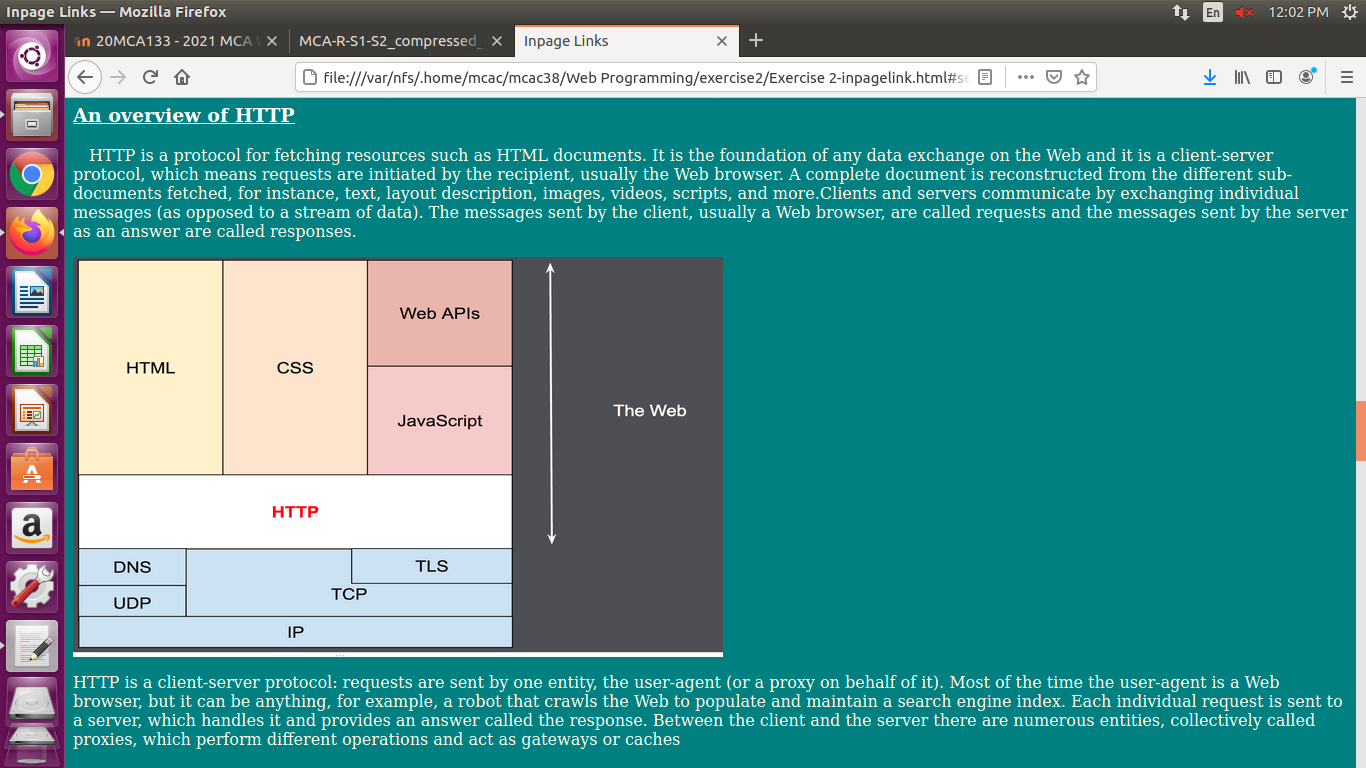 Inpage Links — Mozilla Firefox
En
12:02 PM
20MCA133 - 2021 MCA
MCA-R-S1-S2_compressed_
Inpage Links
file:///var/nfs/.home/mcac/mcac38/Web Programming/exercise2/Exercise 2-inpagelink.html#se
An overview of HTTP
HTTP is a protocol for fetching resources such as HTML documents. It is the foundation of any data exchange on the Web and it is a client-server
protocol, which means requests are initiated by the recipient, usually the Web browser. A complete document is reconstructed from the different sub-
documents fetched, for instance, text, layout description, images, videos, scripts, and more.Clients and servers communicate by exchanging individual
messages (as opposed to a stream of data). The messages sent by the client, usually a Web browser, are called requests and the messages sent by the server
as an answer are called responses.
Web APIs
HTML
CSS
The Web
JavaScript
HTTP
DNS
TLS
TCP
UDP
IP
HTTP is a client-server protocol: requests are sent by one entity, the user-agent (or a proxy on behalf of it). Most of the time the user-agent is a Web
browser, but it can be anything, for example, a robot that crawls the Web to populate and maintain a search engine index. Each individual request is sent to
a server, which handles it and provides an answer called the response. Between the client and the server there are numerous entities, collectively called
proxies, which perform different operations and act as gateways or caches